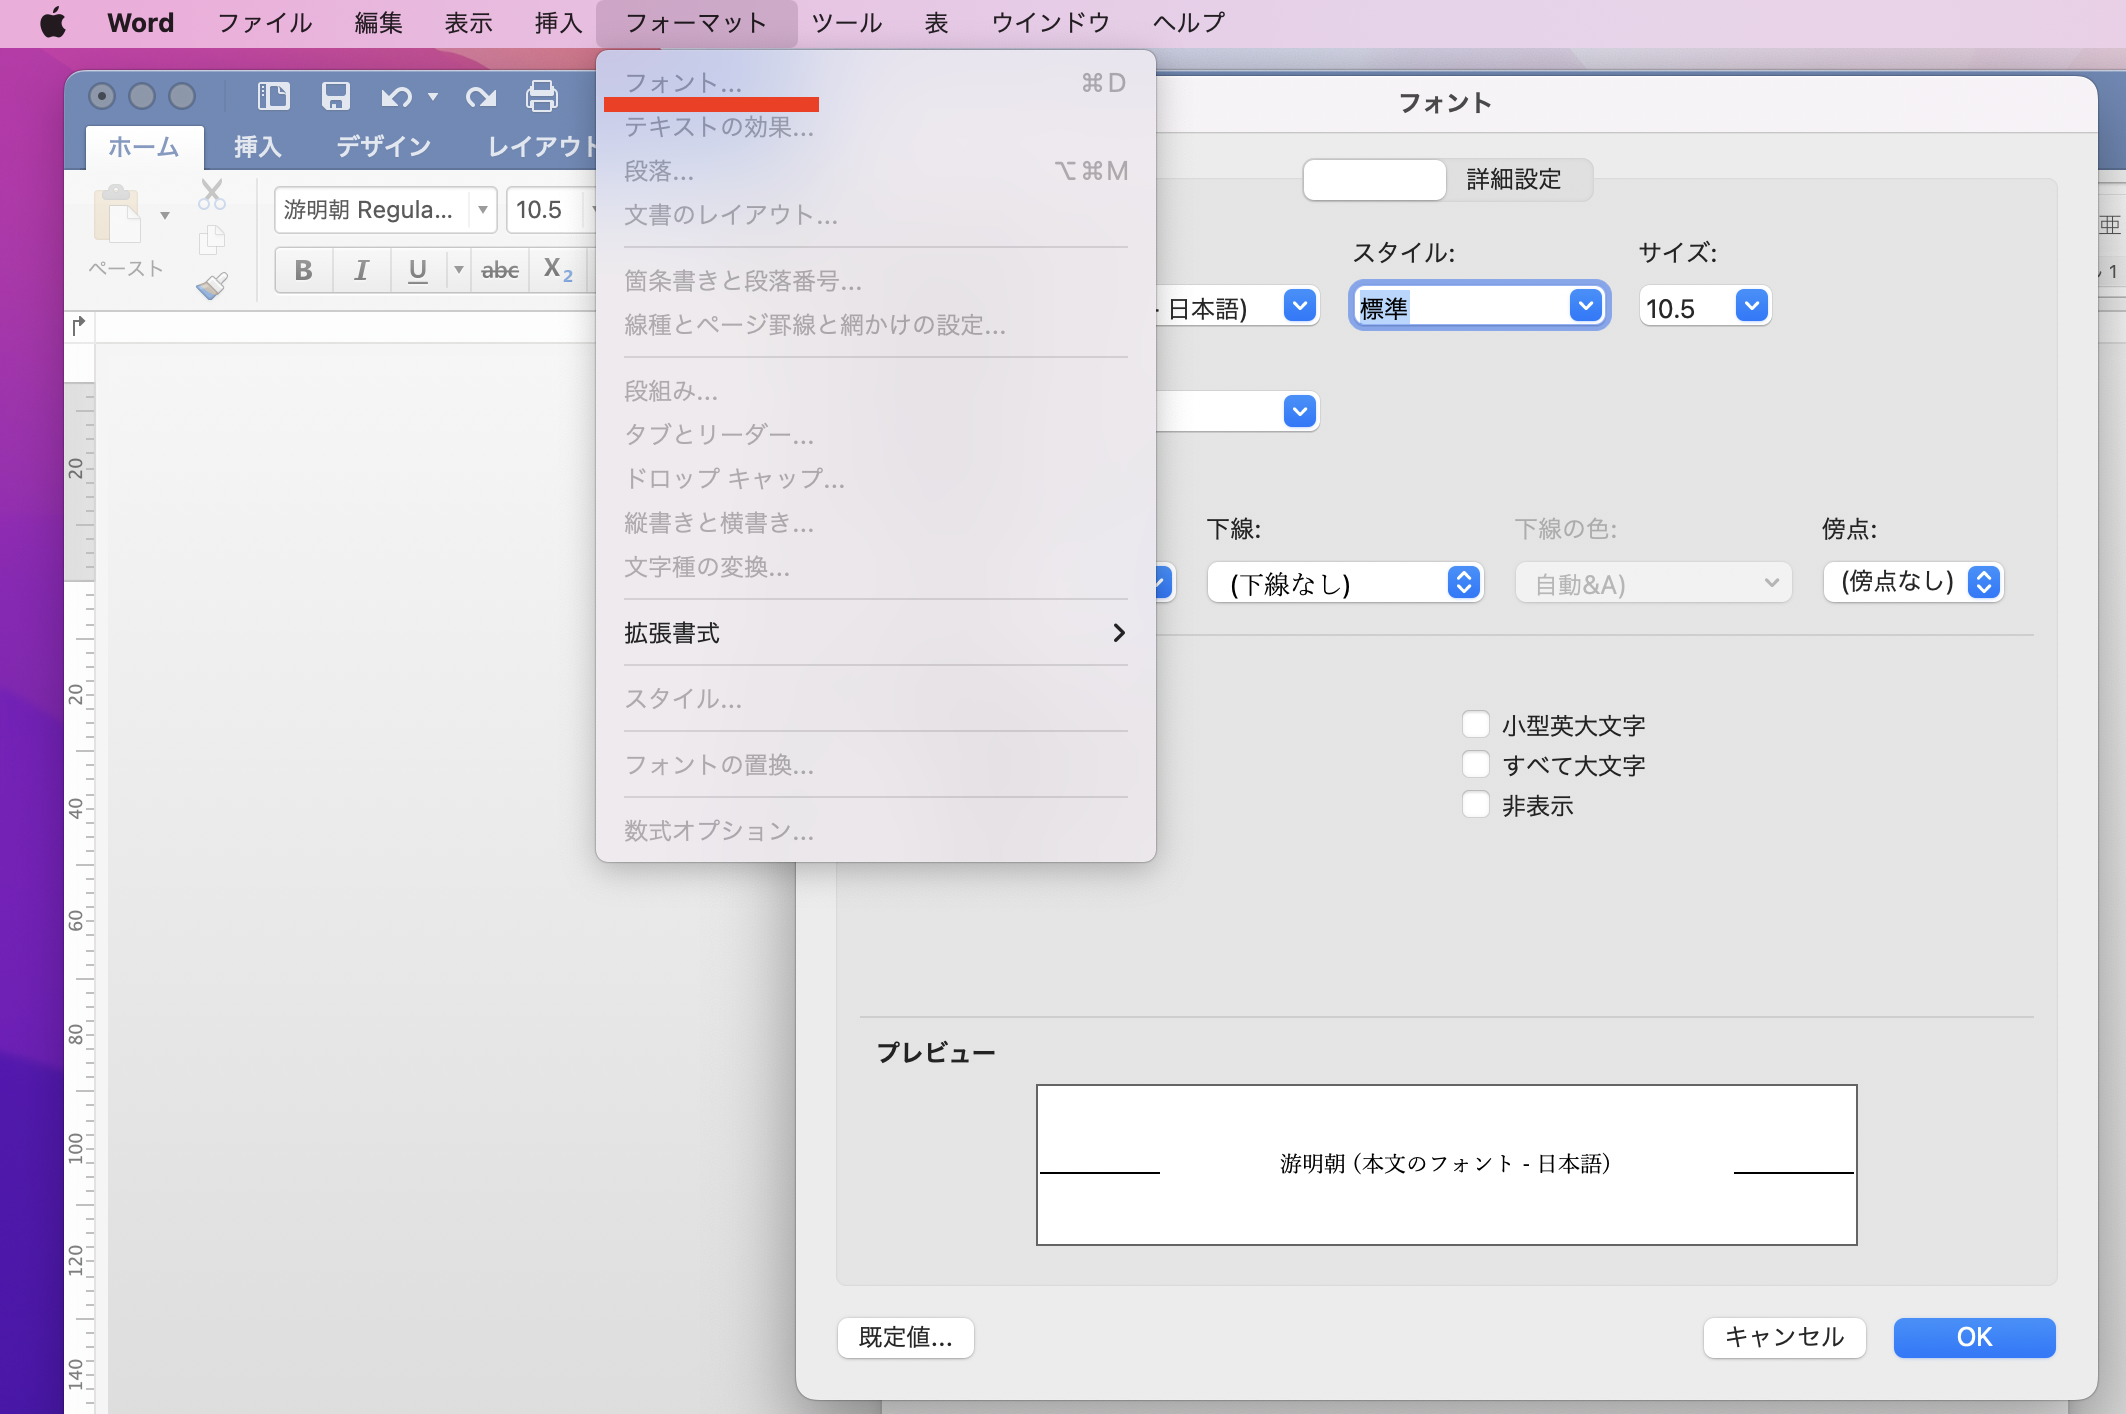 Word ファイル 編集 表示 挿入 フォーマット ツール 表 ウインドウ ヘルプ
ホーム 挿入 デザイン レイアウト
ペースト
游明朝 Regula... 10.5
B I U abc X2
フォント... ⌘D
テキストの効果...
段落... ⌥⌘M
文書のレイアウト...
箇条書きと段落番号...
線種とページ罫線と網かけの設定...
段組み...
タブとリーダー...
ドロップ キャップ...
縦書きと横書き...
文字種の変換...
拡張書式
スタイル...
フォントの置換...
数式オプション...
フォント
詳細設定
スタイル: サイズ:
- 日本語) 標準 10.5
下線: 下線の色: 傍点:
(下線なし) 自動&A) (傍点なし)
小型英大文字
すべて大文字
非表示
プレビュー
游明朝 (本文のフォント - 日本語)
既定値... キャンセル OK
亜
1
20
20
40
60
80
100
120
140